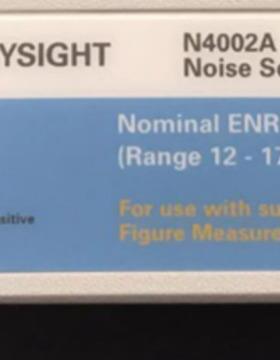 YSIGHT
N4002A
Noise So
Nominal ENR
(Range 12 - 17
sitive
For use with su
Figure Measure